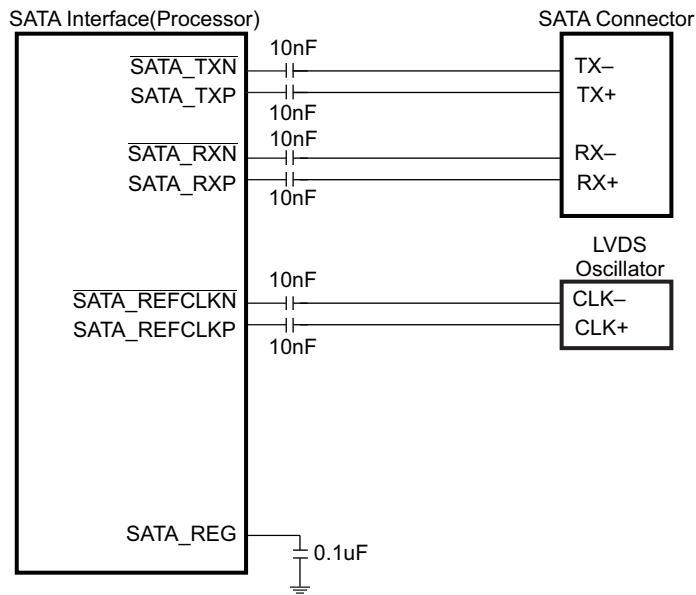 SATA Interface(Processor)
SATA Connector
10nF
SATA_TXN
TX–
SATA_TXP
TX+
10nF
10nF
SATA_RXN
RX–
SATA_RXP
RX+
10nF
LVDS
Oscillator
10nF
SATA_REFCLKN
CLK–
SATA_REFCLKP
CLK+
10nF
SATA_REG
0.1uF